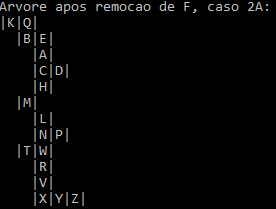 Arvore apos remocao de F, caso 2A:
|K|Q|
  |B|E|
    |A|
    |C|D|
    |H|
  |M|
    |L|
    |N|P|
  |T|W|
    |R|
    |V|
    |X|Y|Z|